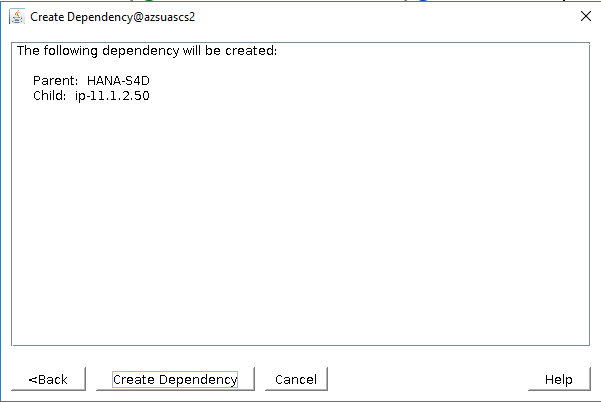 Create Dependency@azsuascs2
The following dependency will be created:
Parent: HANA-S4D
Child: ip-11.1.2.50
<Back
Create Dependency
Cancel
Help